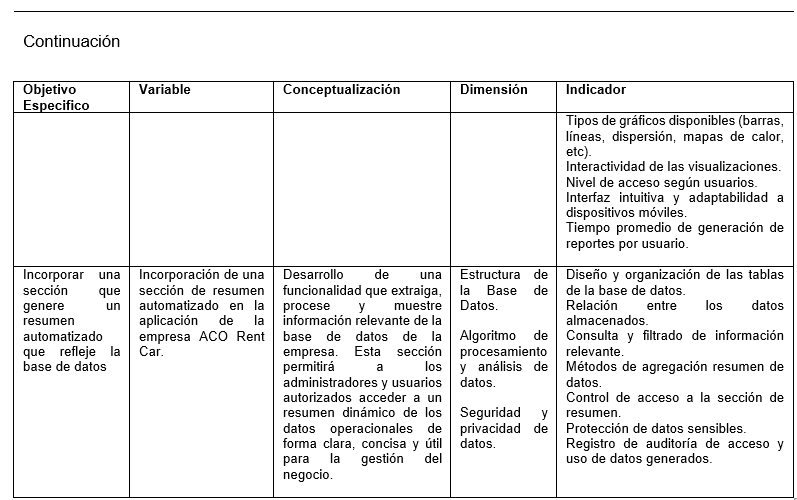 Continuación
Objetivo Especifico
Variable
Conceptualización
Dimensión
Indicador
Tipos de gráficos disponibles (barras,
líneas, dispersión, mapas de calor,
etc).
Interactividad de las visualizaciones.
Nivel de acceso según usuarios.
Interfaz intuitiva y adaptabilidad a
dispositivos móviles.
Tiempo promedio de generación de
reportes por usuario.
Incorporar una
sección que
genere un
resumen
automatizado
que refleje la
base de datos
Incorporación de una
sección de resumen
automatizado en la
aplicación de la
empresa ACO Rent
Car.
Desarrollo de una
funcionalidad que extraiga,
procese y muestre
información relevante de la
base de datos de la
empresa. Esta sección
permitirá a los
administradores y usuarios
autorizados acceder a un
resumen dinámico de los
datos operacionales de
forma clara, concisa y útil
para la gestión del
negocio.
Estructura de
la Base de
Datos.
Algoritmo de
procesamiento
y análisis de
datos.
Seguridad y
privacidad de
datos.
Diseño y organización de las tablas
de la base de datos.
Relación entre los datos
almacenados.
Consulta y filtrado de información
relevante.
Métodos de agregación resumen de
datos.
Control de acceso a la sección de
resumen.
Protección de datos sensibles.
Registro de auditoría de acceso y
uso de datos generados.